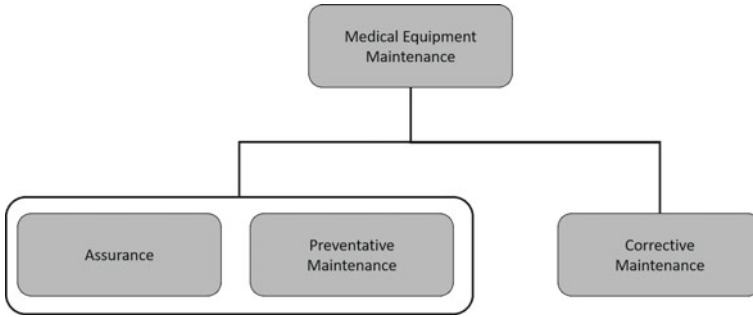 Medical Equipment
Maintenance
Assurance
Preventative
Maintenance
Corrective
Maintenance